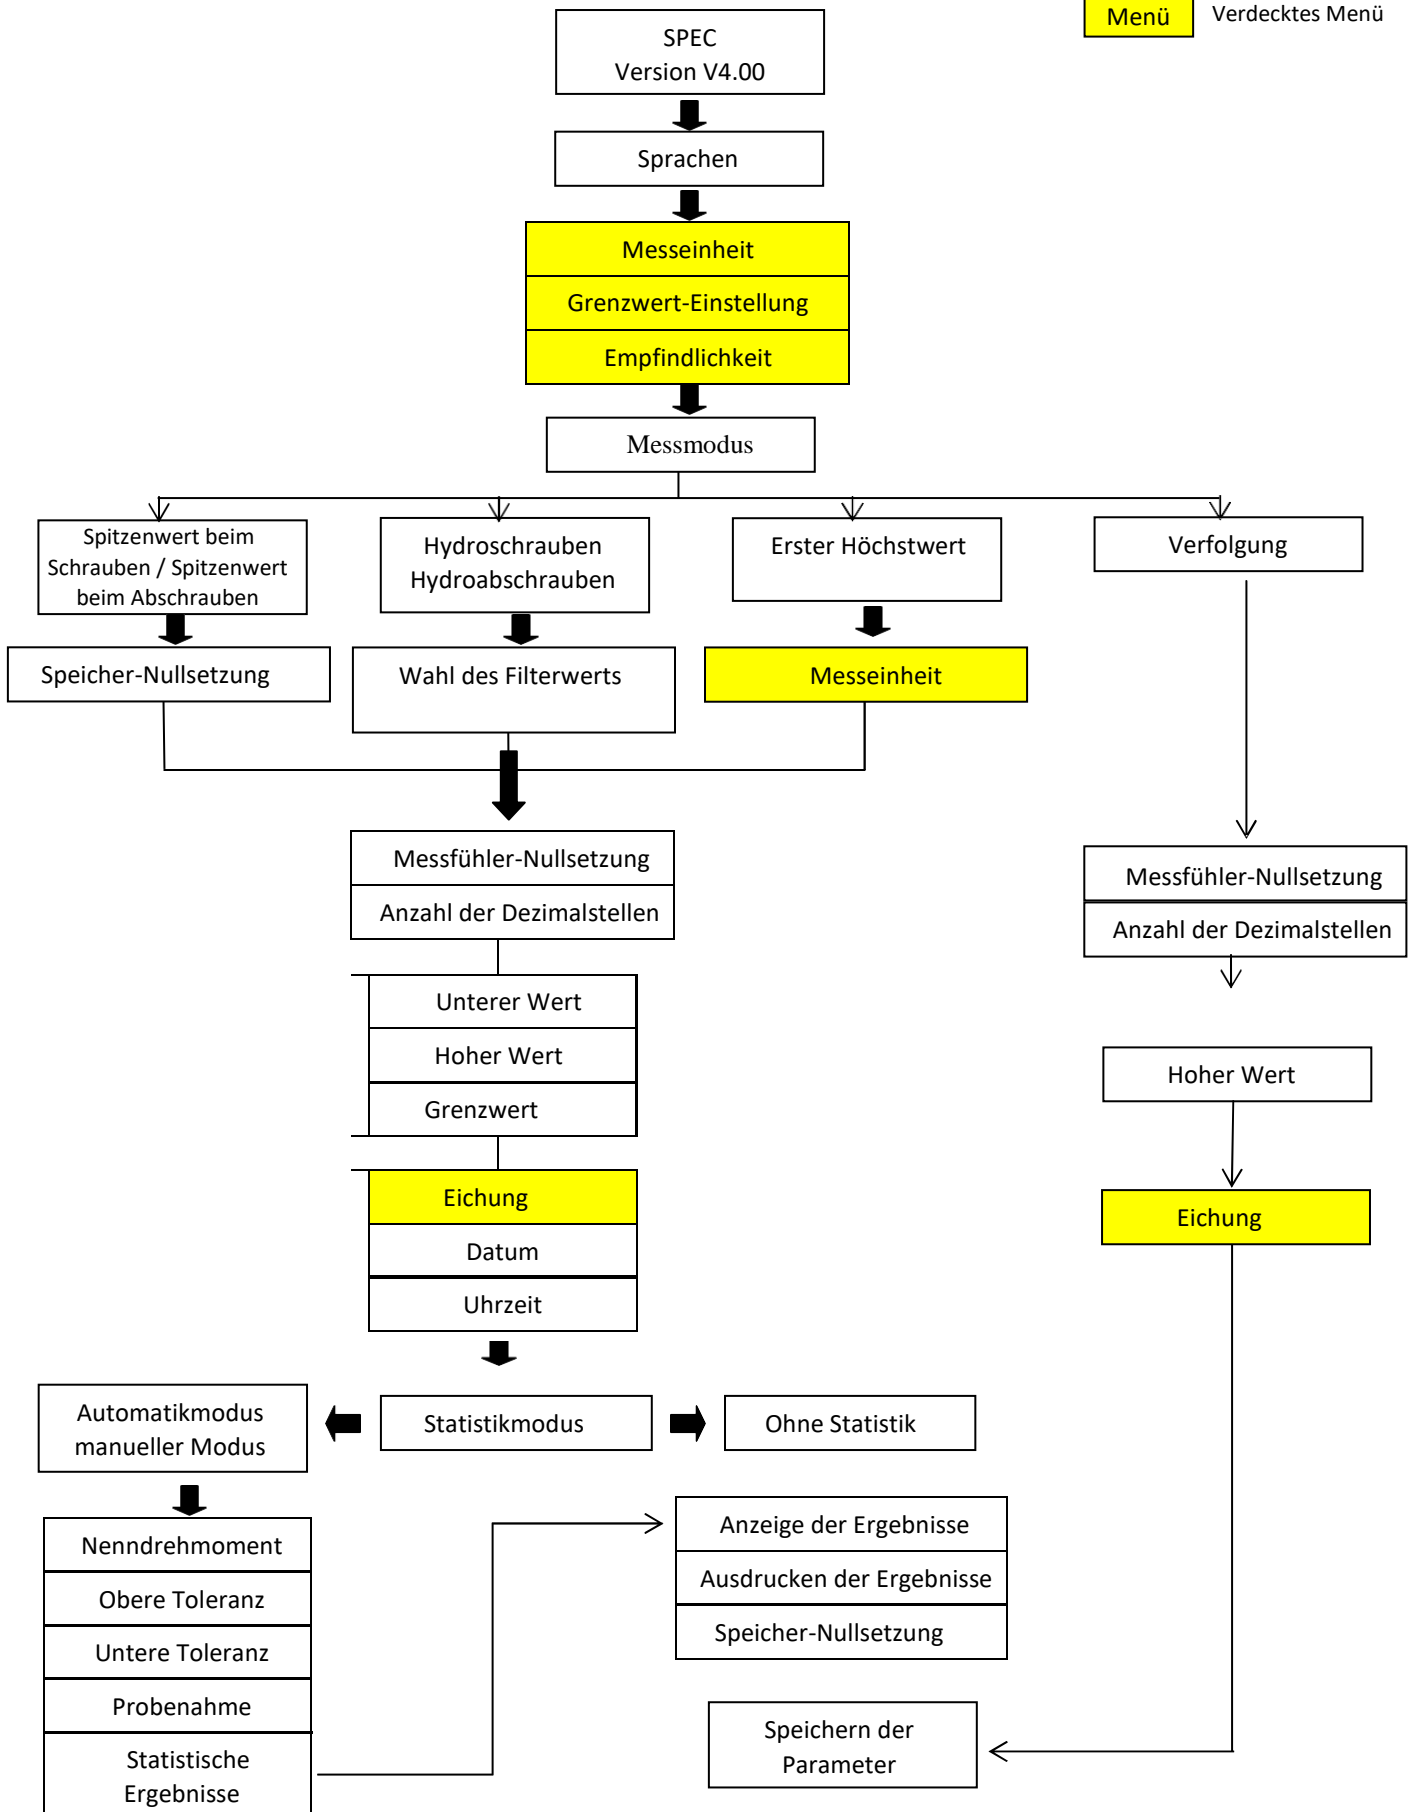 Menü
Verdecktes Menü
SPEC
Version V4.00
Sprachen
Messeinheit
Grenzwert-Einstellung
Empfindlichkeit
Messmodus
Spitzenwert beim
Schrauben / Spitzenwert
beim Abschrauben
Hydroschrauben
Hydroabschrauben
Erster Höchstwert
Verfolgung
Speicher-Nullsetzung
Wahl des Filterwerts
Messeinheit
Messfühler-Nullsetzung
Anzahl der Dezimalstellen
Messfühler-Nullsetzung
Anzahl der Dezimalstellen
Unterer Wert
Hoher Wert
Grenzwert
Hoher Wert
Eichung
Datum
Uhrzeit
Eichung
Automatikmodus
manueller Modus
Statistikmodus
Ohne Statistik
Nenndrehmoment
Obere Toleranz
Untere Toleranz
Probenahme
Statistische
Ergebnisse
Anzeige der Ergebnisse
Ausdrucken der Ergebnisse
Speicher-Nullsetzung
Speichern der
Parameter